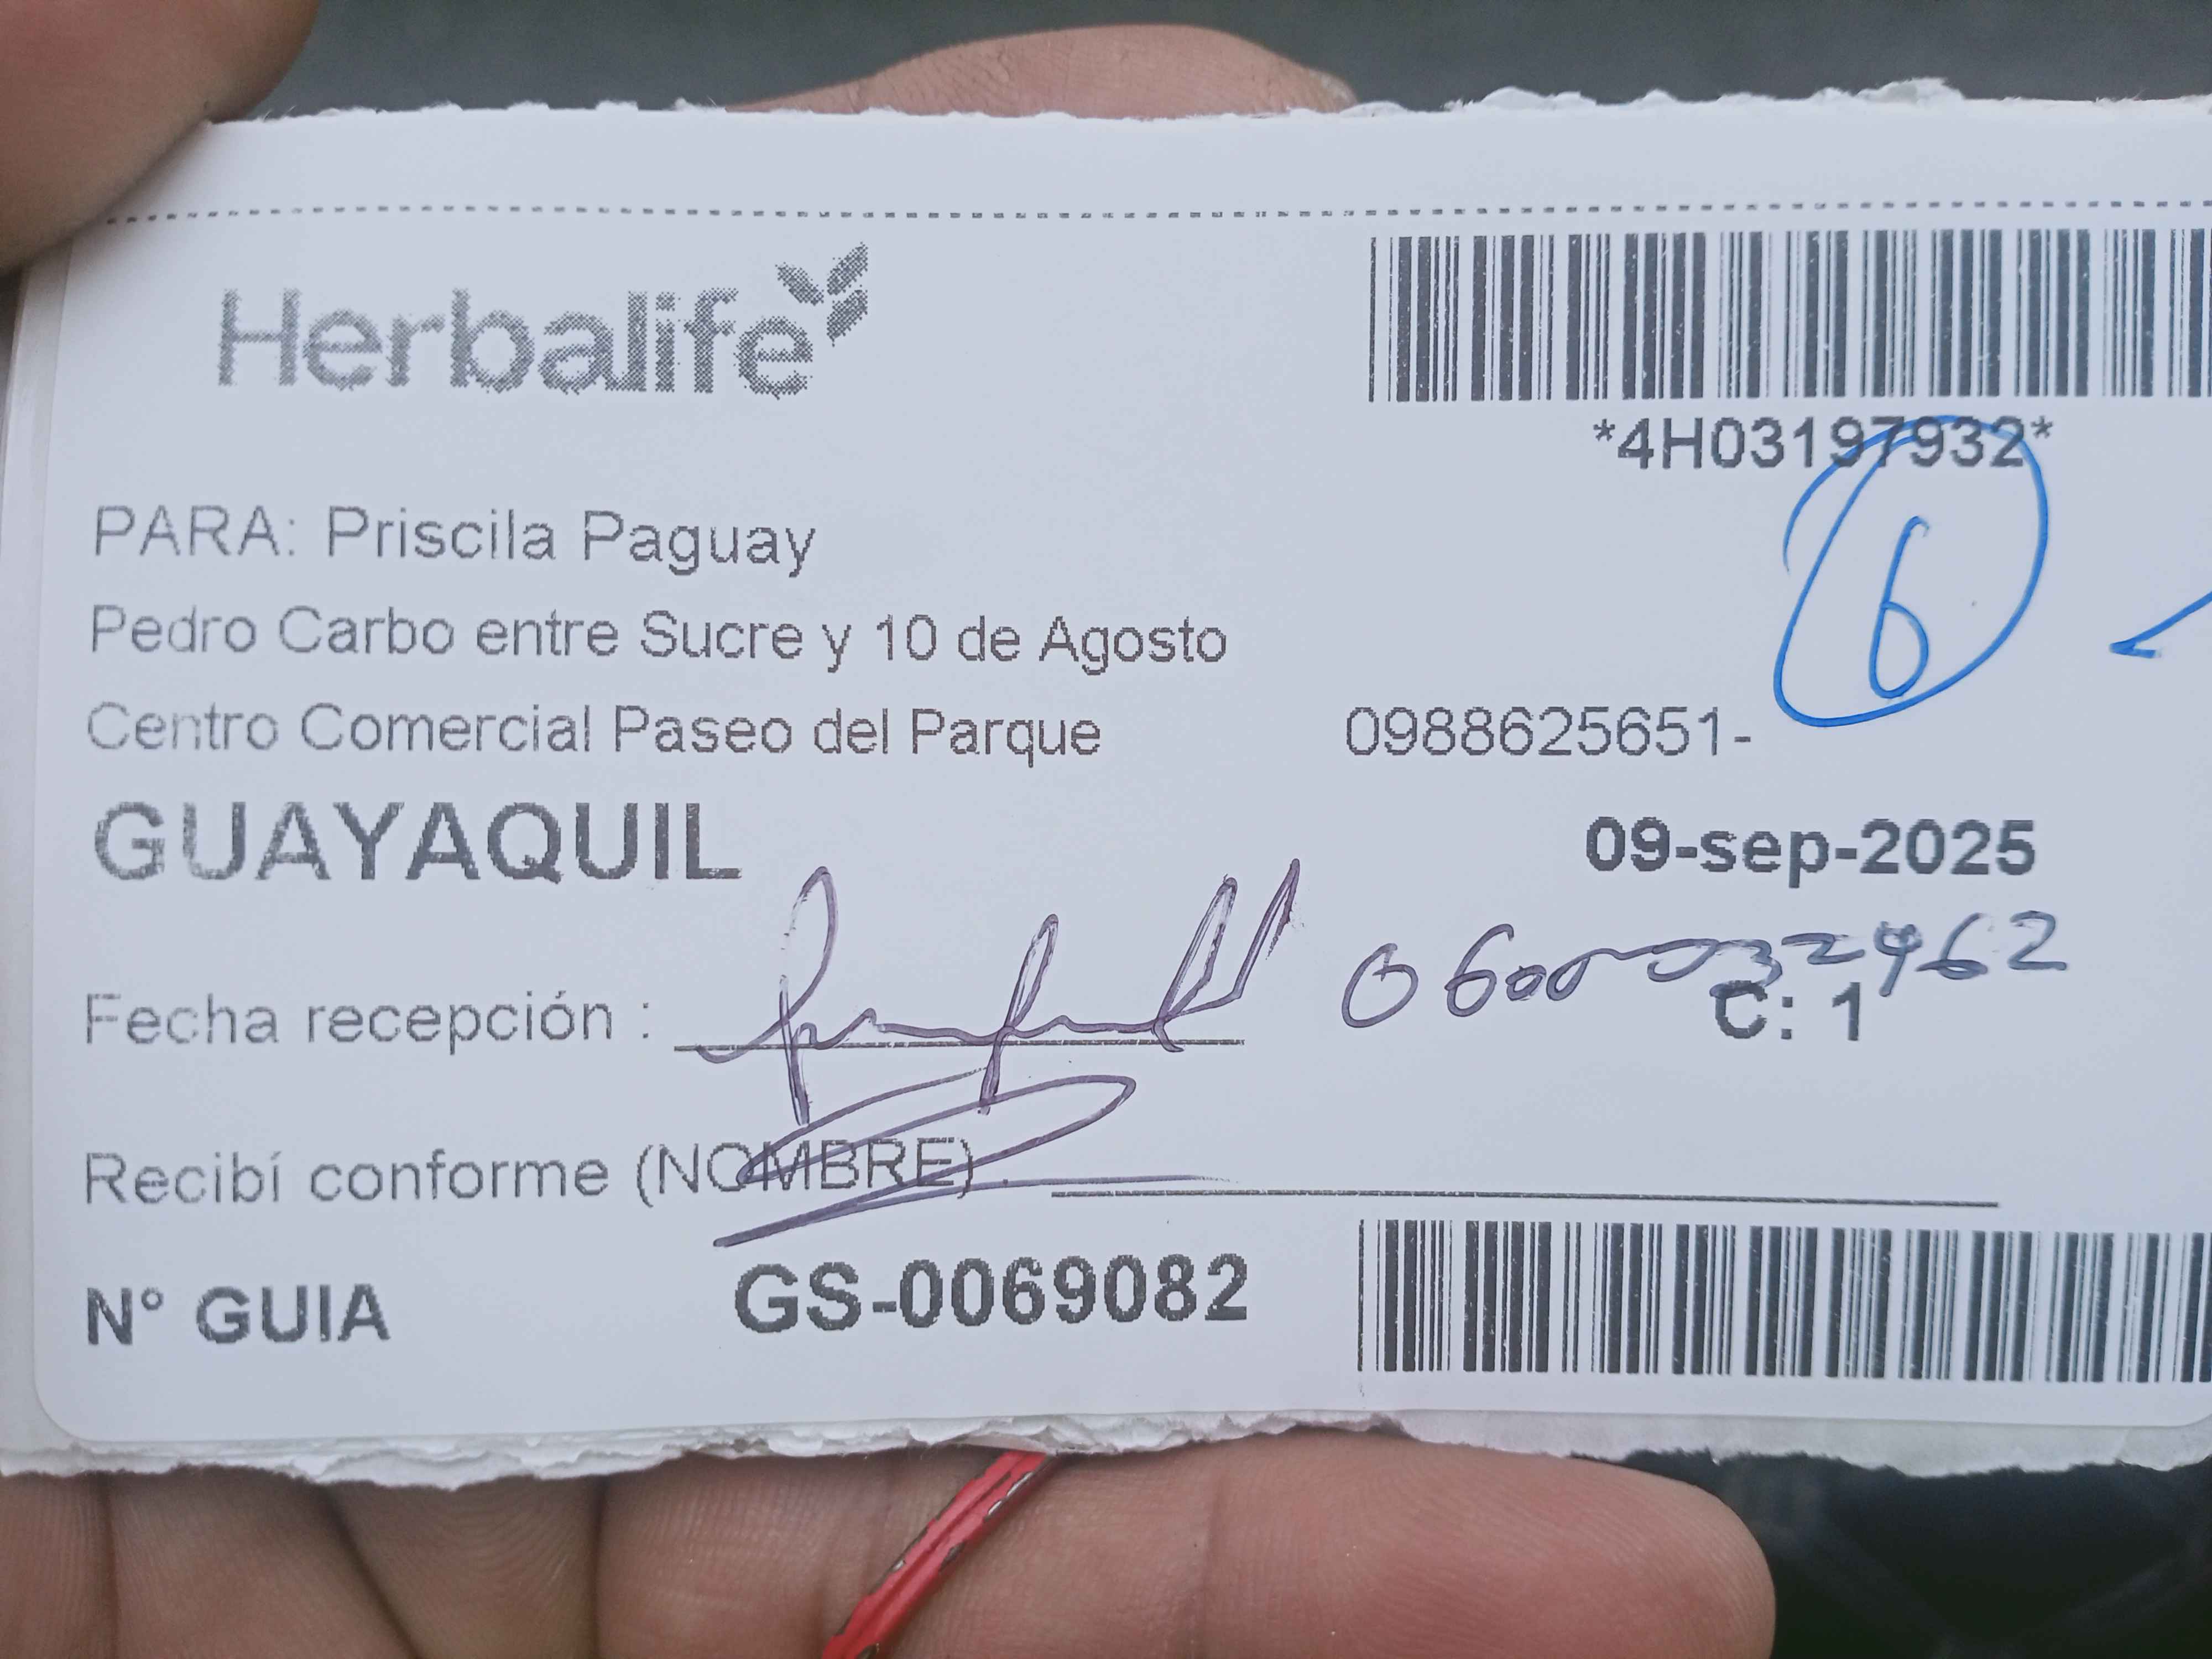 Herbalife
*4H03197932*
6
PARA: Priscila Paguay
Pedro Carbo entre Sucre y 10 de Agosto
Centro Comercial Paseo del Parque 0988625651-
GUAYAQUIL 09-sep-2025
Fecha recepción : C: 1
Recibí conforme (NOMBRE)
N° GUIA GS-0069082